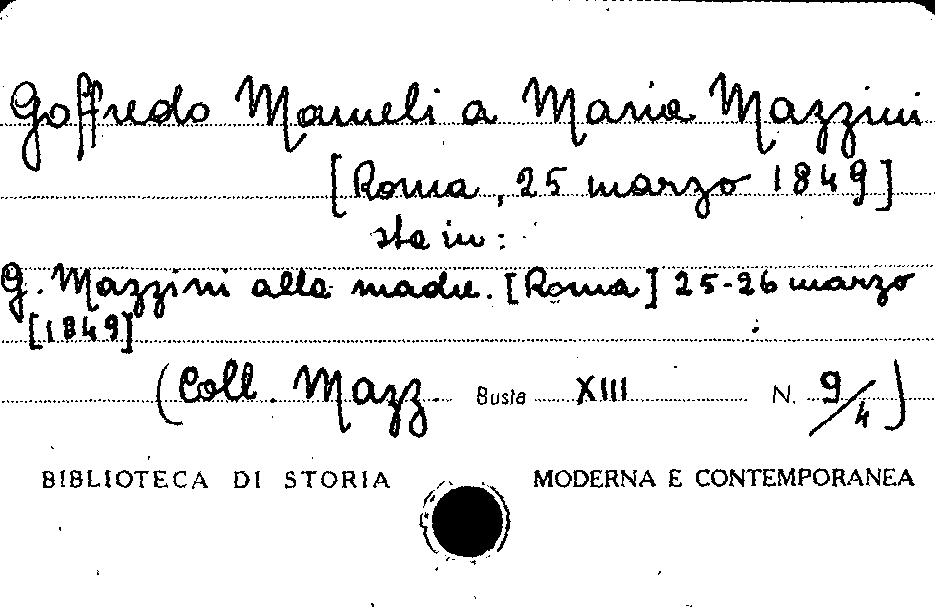 Goffredo Mameli a Maria Mazzini
[Roma, 25 marzo 1849]
sta in:
G. Mazzini alla madre. [Roma] 25-26 marzo
[1849]
(Coll. Mazz. Busta XIII N. 9/4)
BIBLIOTECA DI STORIA MODERNA E CONTEMPORANEA